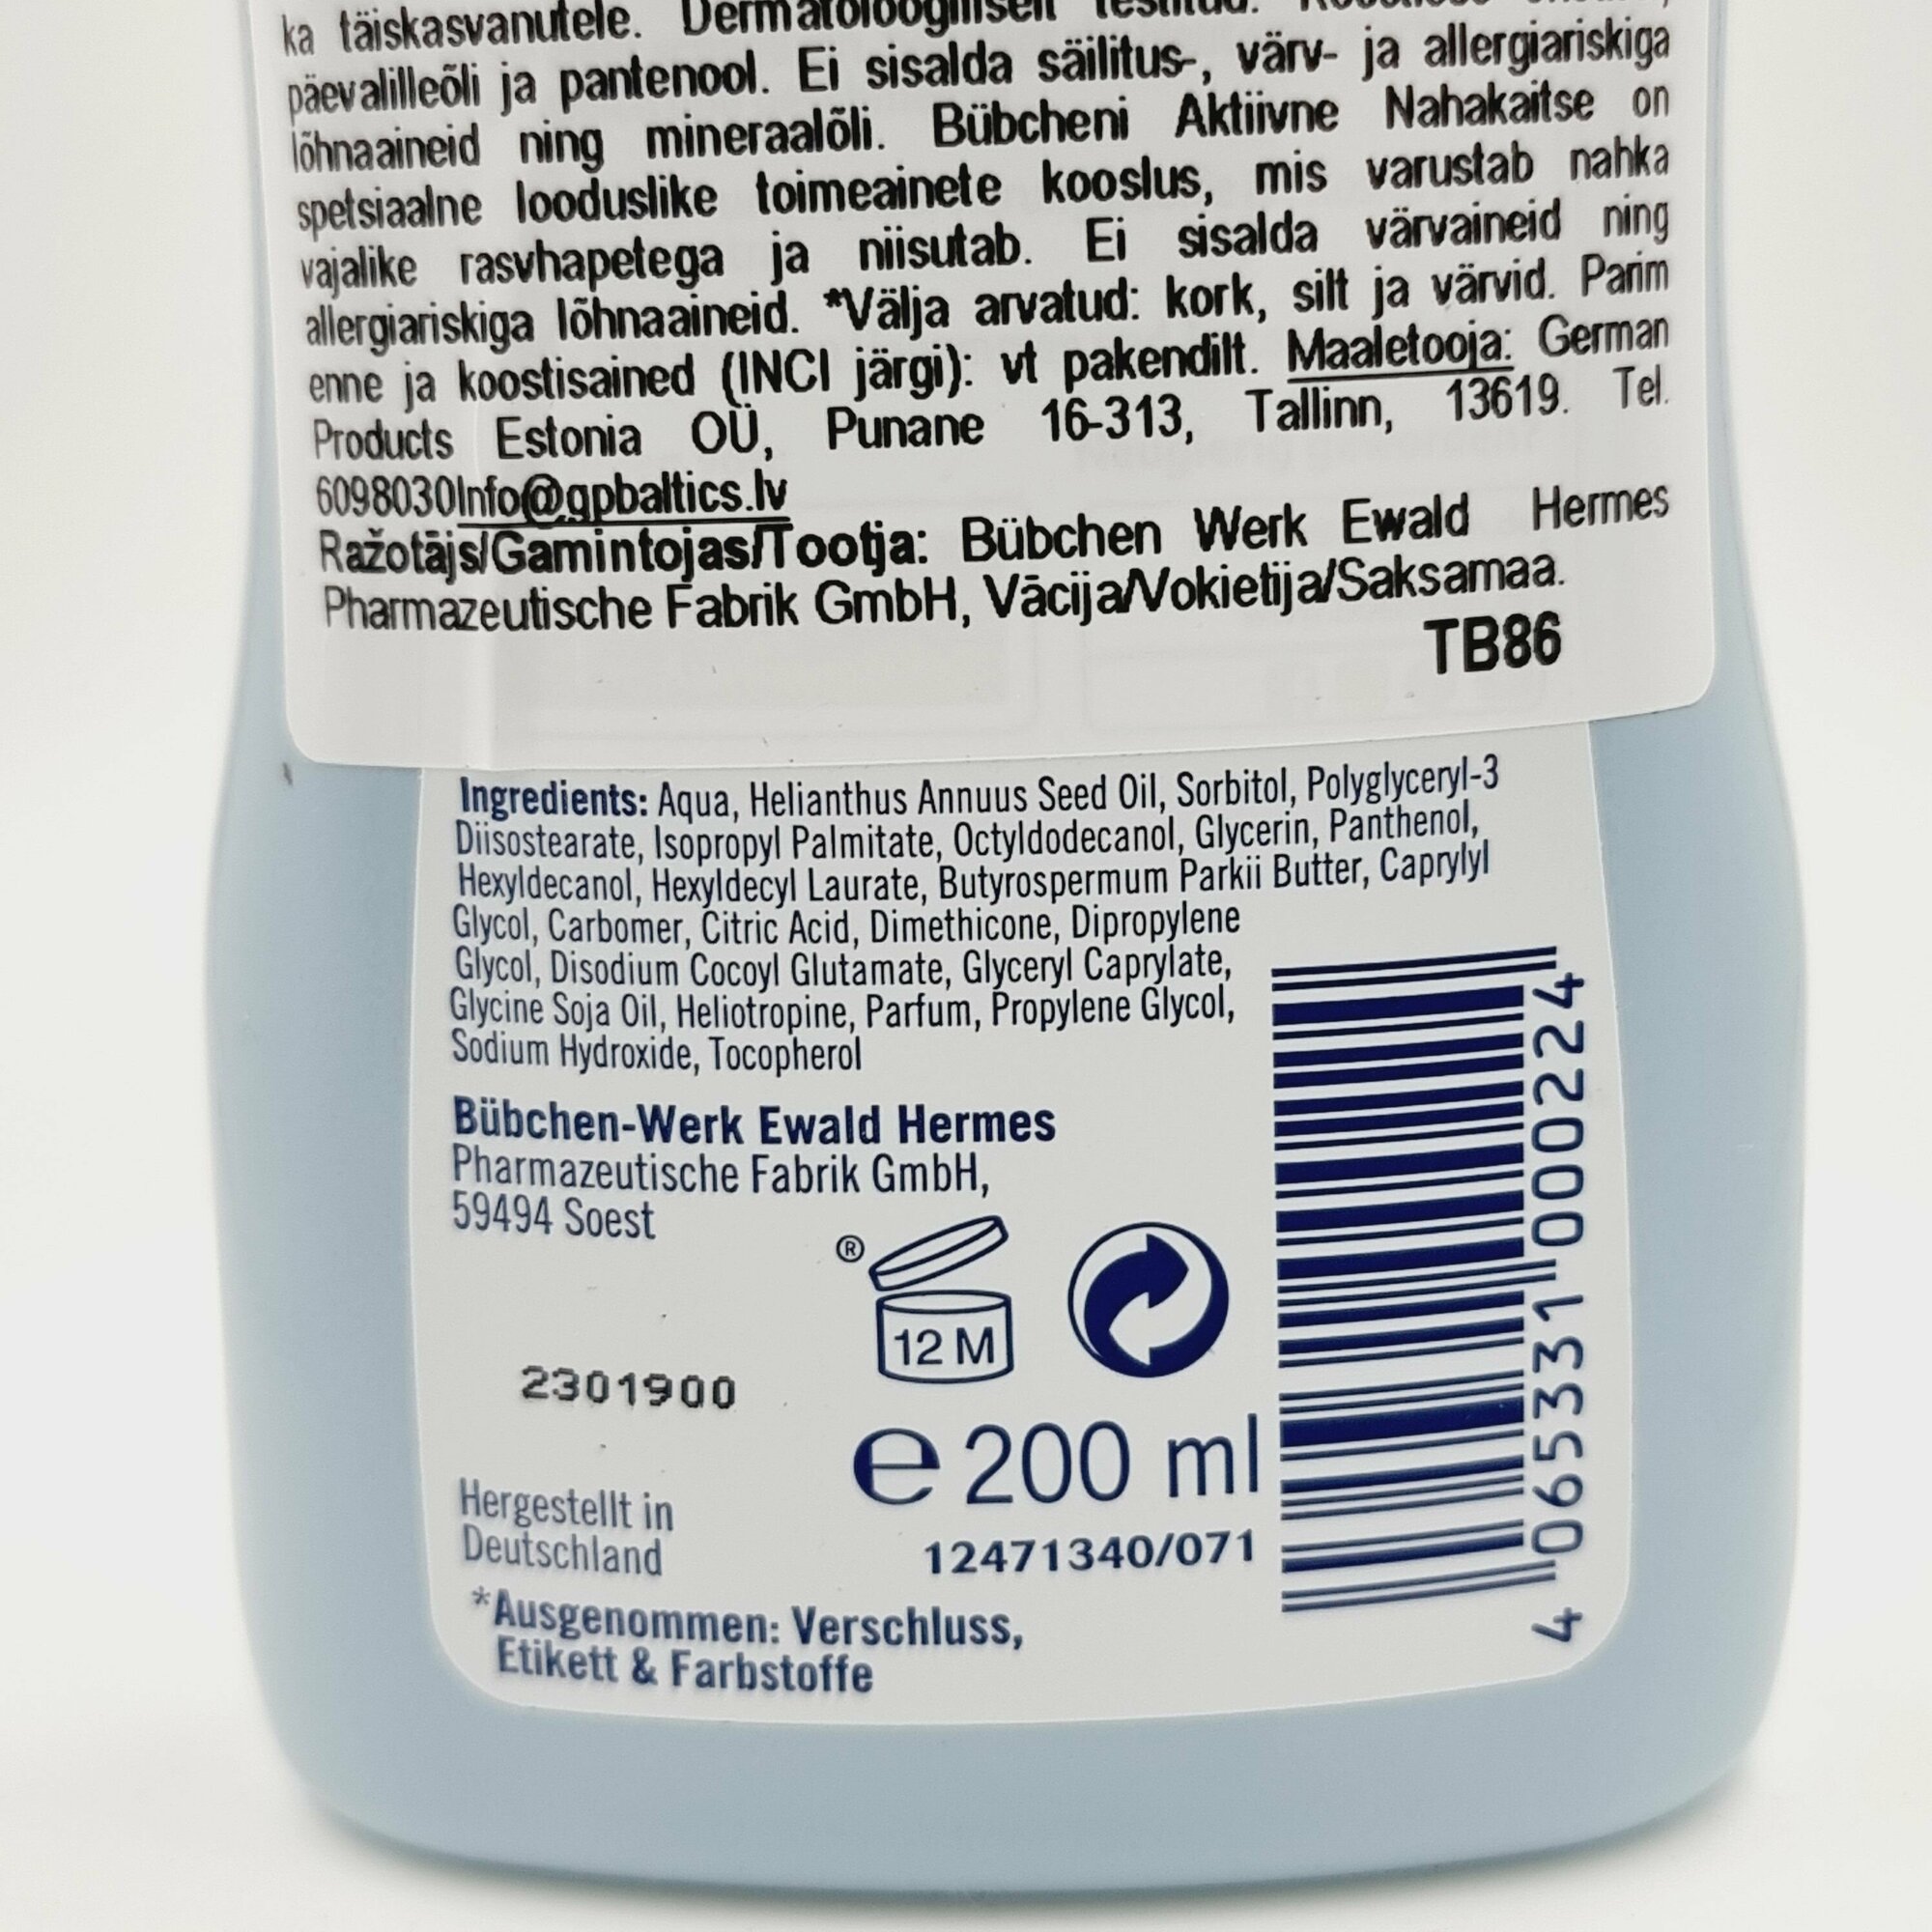 ka täiskasvanutele. Dermatoloogiliselt testitud.
päevalilleõli ja pantenool. Ei sisalda säilitus-, värv- ja allergiariskiga
lõhnaaineid ning mineraalõli. Bübcheni Aktiivne Nahakaitse on
spetsiaalne looduslike toimeainete kooslus, mis varustab nahka
vajalike rasvhapetega ja niisutab. Ei sisalda värvaineid ning
allergiariskiga lõhnaaineid. *Välja arvatud: kork, silt ja värvid. Parim
enne ja koostisained (INCI järgi): vt pakendilt. Maaletooja: German
Products Estonia OÜ, Punane 16-313, Tallinn, 13619. Tel.
6098030Info@gpbaltics.lv
Ražotājs/Gamintojas/Tootja: Bübchen Werk Ewald Hermes
Pharmazeutische Fabrik GmbH, Vācija/Vokietija/Saksamaa.
TB86
Ingredients: Aqua, Helianthus Annuus Seed Oil, Sorbitol, Polyglyceryl-3
Diisostearate, Isopropyl Palmitate, Octyldodecanol, Glycerin, Panthenol,
Hexyldecanol, Hexyldecyl Laurate, Butyrospermum Parkii Butter, Caprylyl
Glycol, Carbomer, Citric Acid, Dimethicone, Dipropylene
Glycol, Disodium Cocoyl Glutamate, Glyceryl Caprylate,
Glycine Soja Oil, Heliotropine, Parfum, Propylene Glycol,
Sodium Hydroxide, Tocopherol
Bübchen-Werk Ewald Hermes
Pharmazeutische Fabrik GmbH,
59494 Soest
®
12 M
2301900
e 200 ml
Hergestellt in
Deutschland
12471340/071
*Ausgenommen: Verschluss,
Etikett & Farbstoffe
4 065331 000224